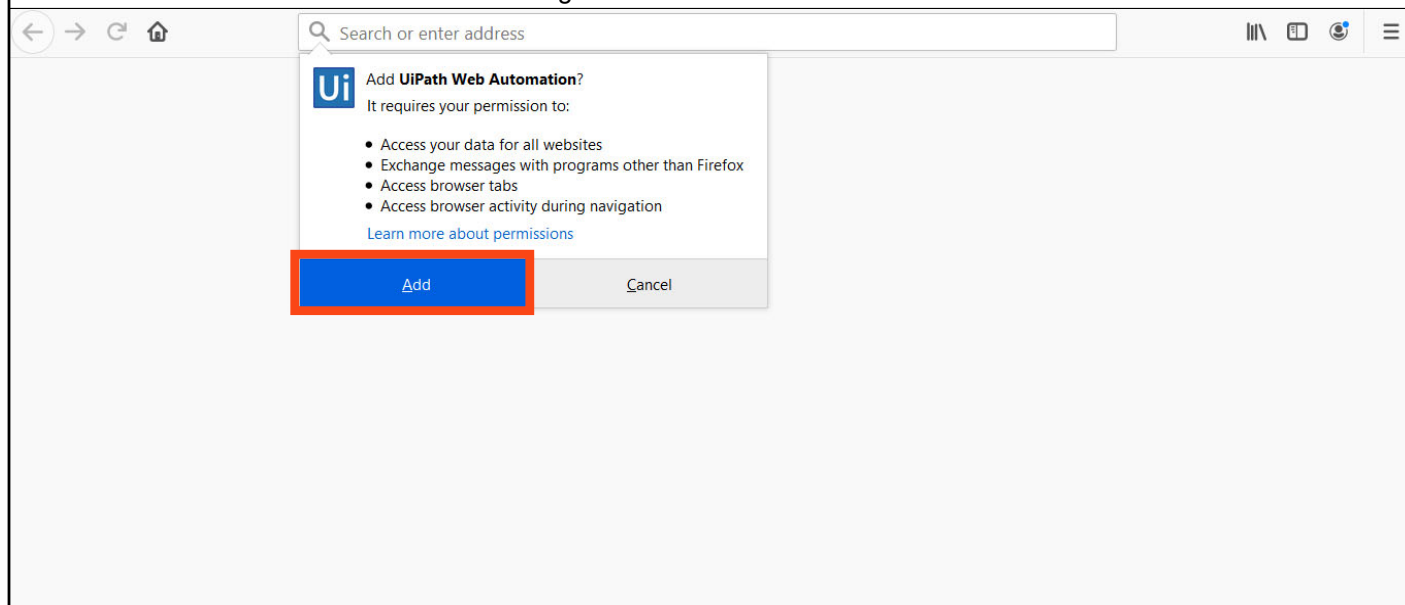 Search or enter address
Ui
Add UiPath Web Automation?
It requires your permission to:
• Access your data for all websites
• Exchange messages with programs other than Firefox
• Access browser tabs
• Access browser activity during navigation
Learn more about permissions
Add
Cancel